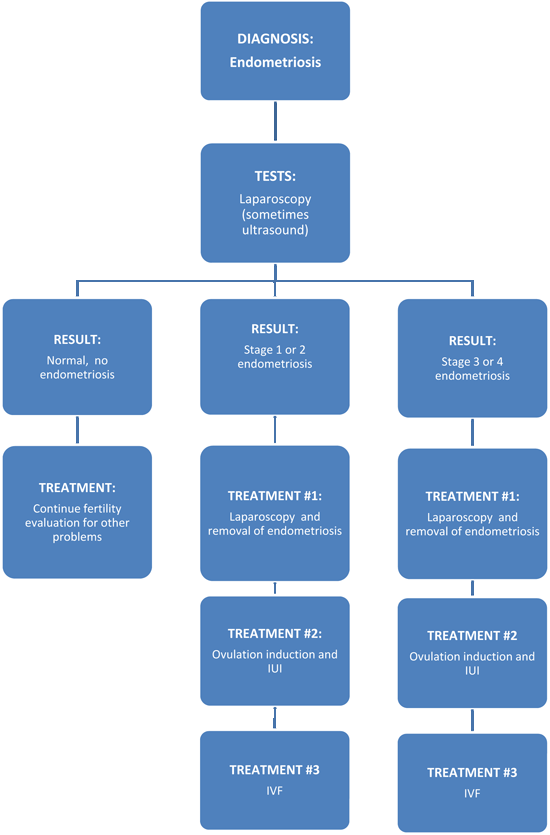 DIAGNOSIS:
Endometriosis
TESTS:
Laparoscopy
(sometimes
ultrasound)
RESULT:
Normal, no
endometriosis
RESULT:
Stage 1 or 2
endometriosis
RESULT:
Stage 3 or 4
endometriosis
TREATMENT:
Continue fertility
evaluation for other
problems
TREATMENT #1:
Laparoscopy and
removal of endometriosis
TREATMENT #1:
Laparoscopy and
removal of endometriosis
TREATMENT #2:
Ovulation induction and
IUI
TREATMENT #2
Ovulation induction and
IUI
TREATMENT #3
IVF
TREATMENT #3
IVF